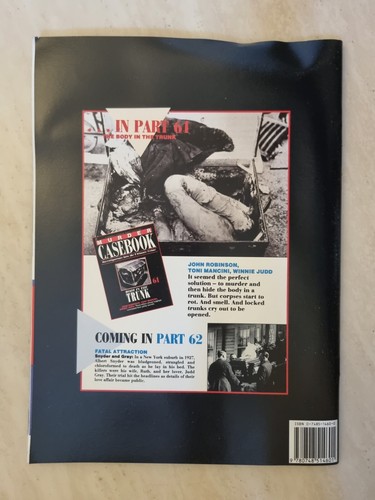 ... IN PART 61
THE BODY IN THE TRUNK
MURDER
CASEBOOK
61
TRUNK
JOHN ROBINSON,
TONI MANCINI, WINNIE JUDD
It seemed the perfect
solution – to murder and
then hide the body in a
trunk. But corpses start to
rot. And smell. And locked
trunks cry out to be
opened.
COMING IN PART 62
FATAL ATTRACTION
Snyder and Gray: In a New York suburb in 1927,
Albert Snyder was bludgeoned, strangled and
chloroformed to death as he lay in his bed. The
killers were his wife, Ruth, and her lover, Judd
Gray. Their trial hit the headlines as details of their
love affair became public.